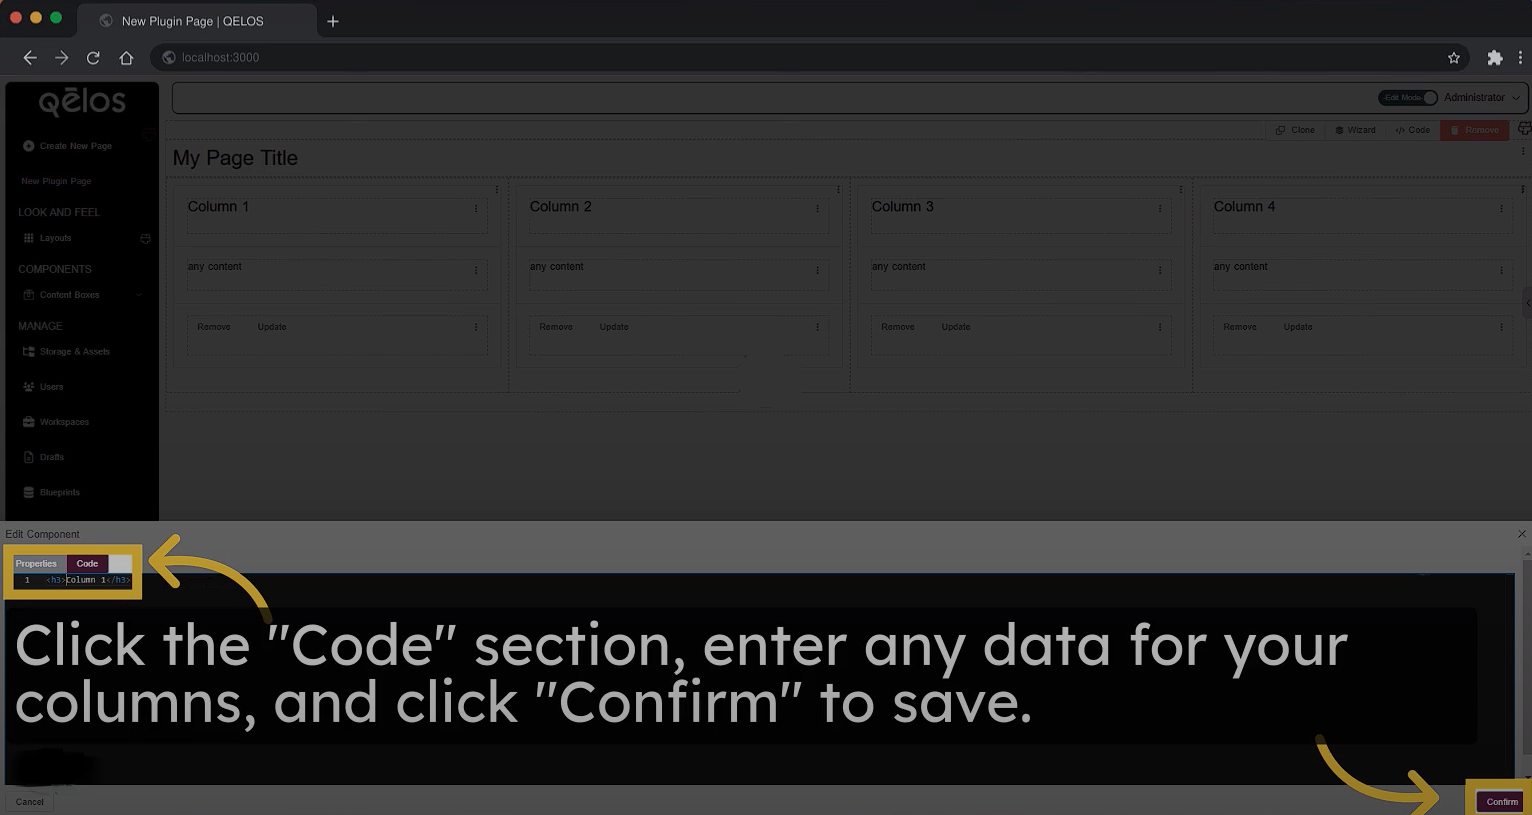 New Plugin Page | QELOS
localhost:3000
qelos
-Edit Mode-
Administrator
Create New Page
Clone
Wizard
</> Code
Remove
My Page Title
New Plugin Page
Column 1
Column 2
Column 3
Column 4
LOOK AND FEEL
Layouts
any content
any content
any content
any content
COMPONENTS
Content Boxes
MANAGE
Remove Update
Remove Update
Remove Update
Remove Update
Storage & Assets
Users
Workspaces
Drafts
Blueprints
Edit Component
Properties
Code
1 <h3>Column 1</h3>
Click the "Code" section, enter any data for your
columns, and click "Confirm" to save.
Cancel
Confirm